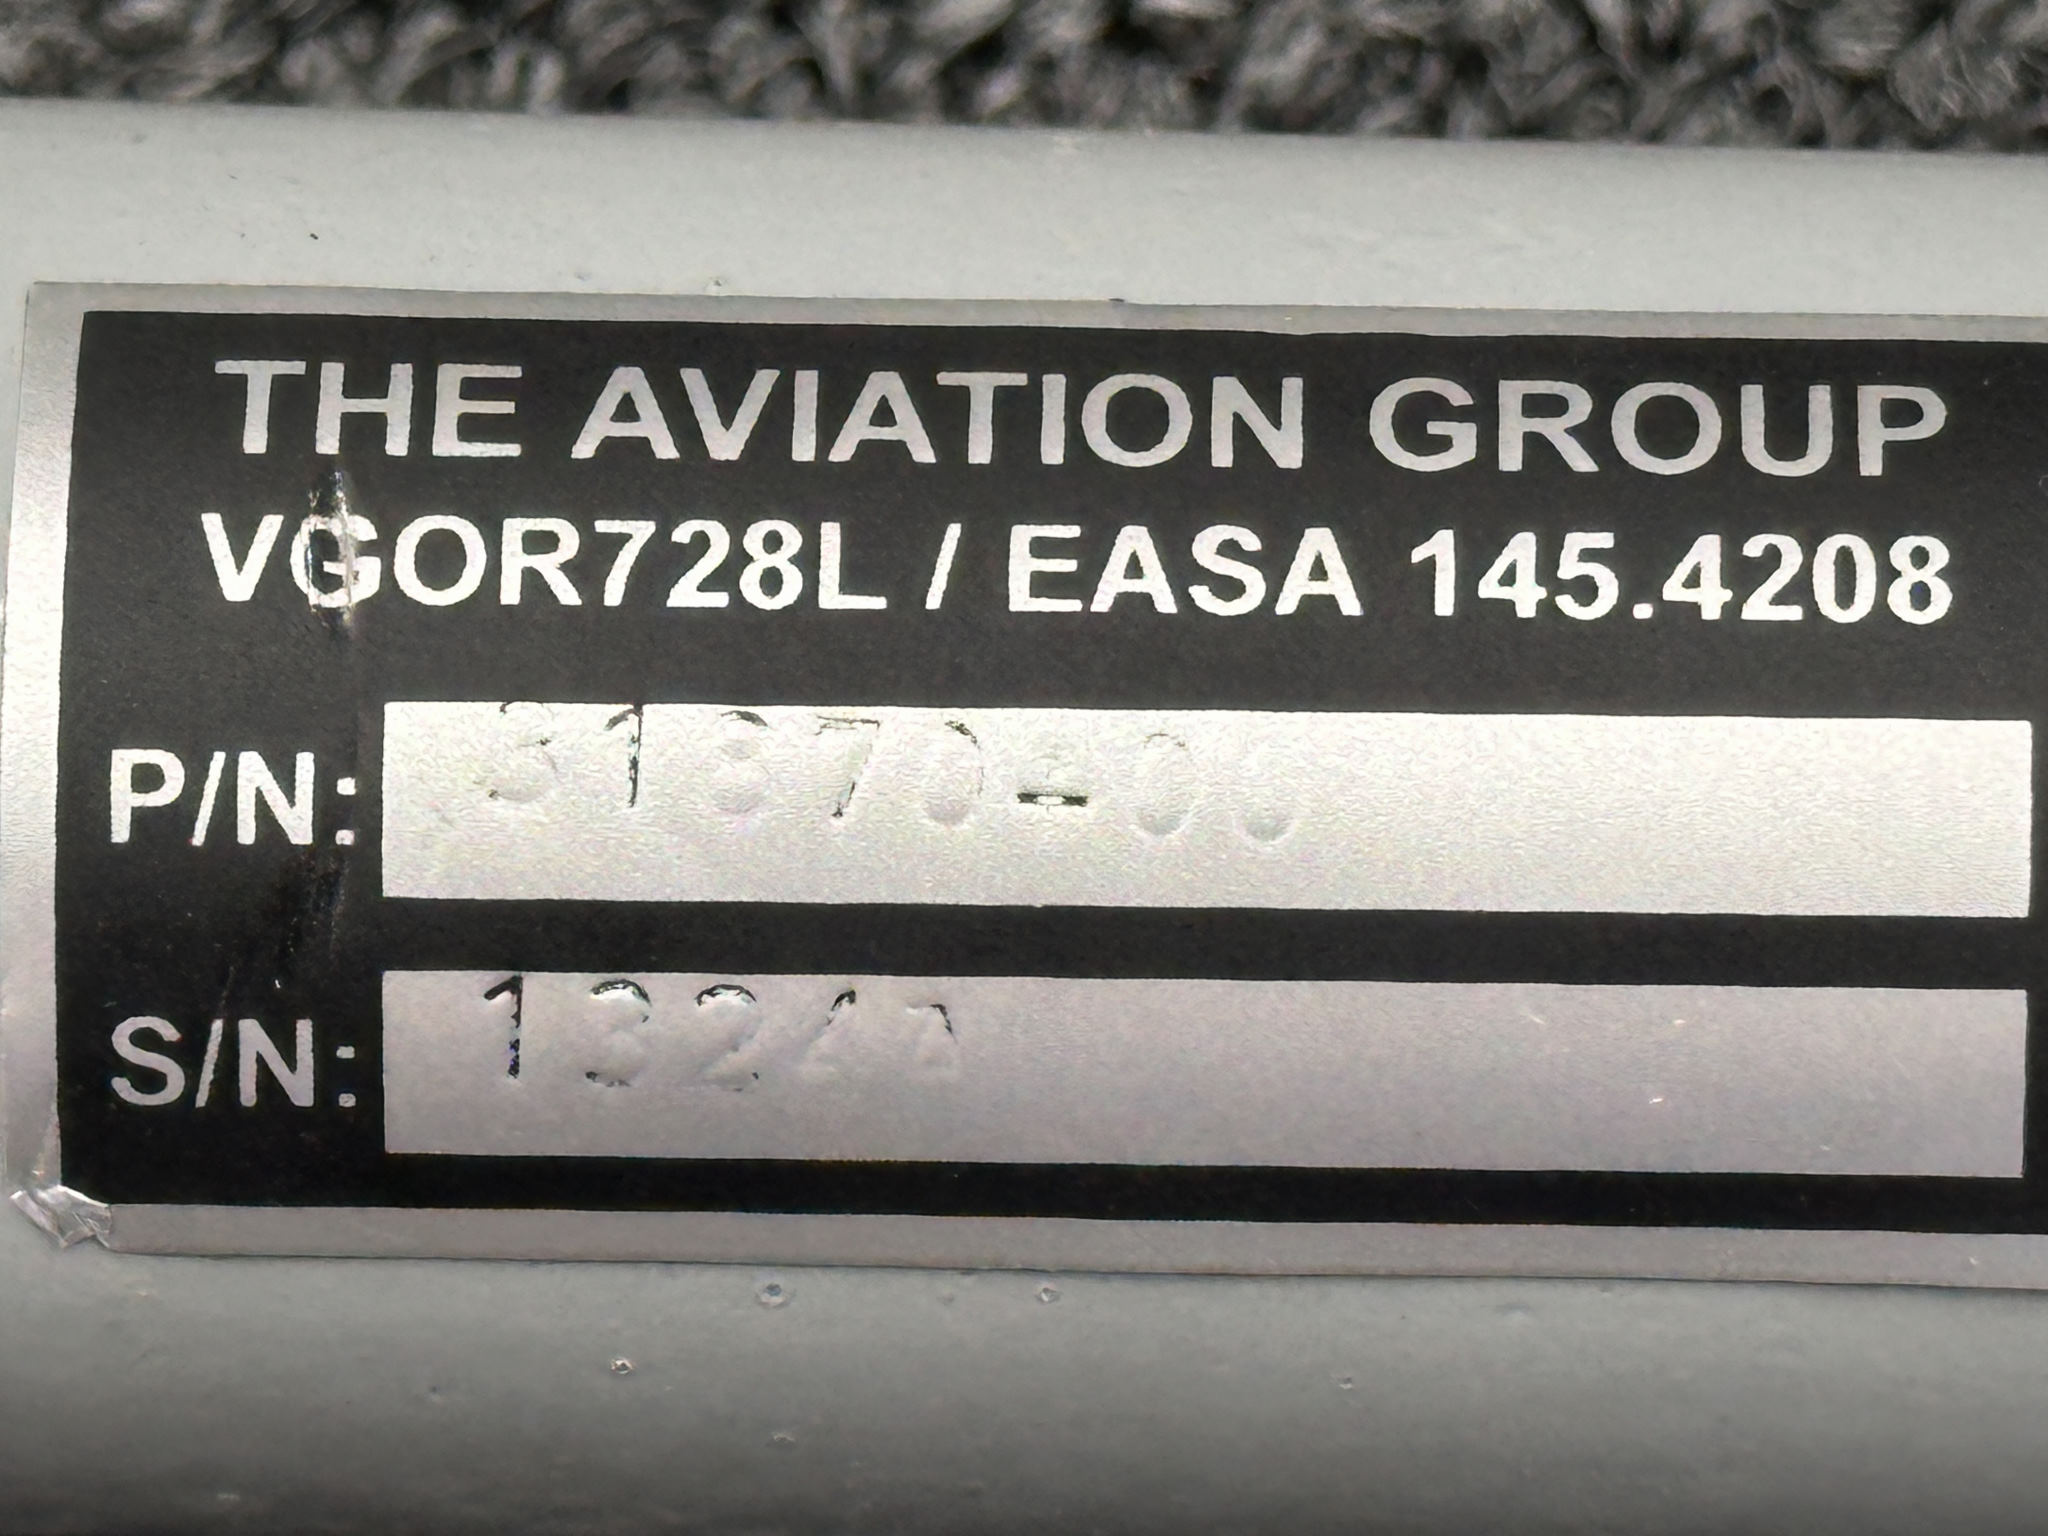 THE AVIATION GROUP
VGOR728L / EASA 145.4208
P/N:
S/N: